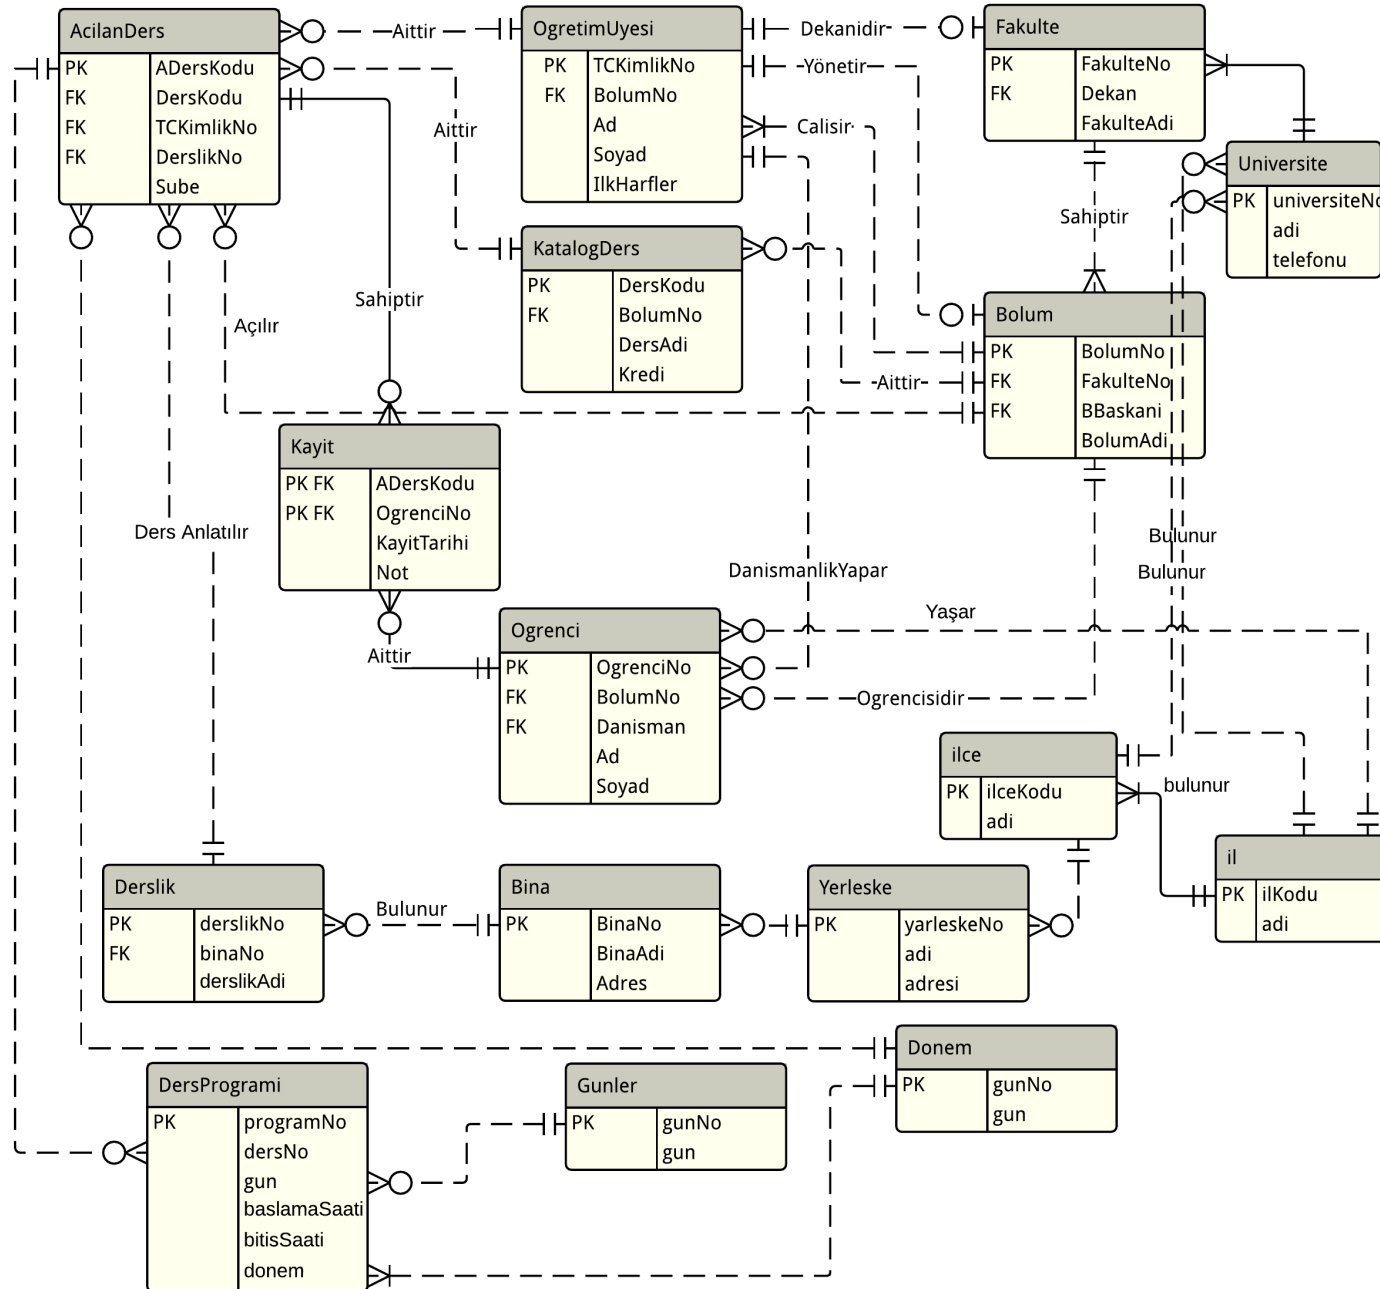 AcilanDers
PK ADersKodu
FK DersKodu
FK TCKimlikNo
FK DerslikNo
Sube
Aittir
OgretimUyesi
PK TCKimlikNo
FK BolumNo
Ad
Soyad
IlkHarfler
Dekanidir
Yönetir
Calisir
Fakulte
PK FakulteNo
FK Dekan
FakulteAdi
Universite
PK universiteNo
adi
telefonu
Aittir
Sahiptir
KatalogDers
PK DersKodu
FK BolumNo
DersAdi
Kredi
Bolum
PK BolumNo
FK FakulteNo
FK BBaskani
BolumAdi
Sahiptir
Açılır
Aittir
Kayit
PK FK ADersKodu
PK FK OgrenciNo
KayitTarihi
Not
Ders Anlatılır
Bulunur
Bulunur
DanismanlikYapar
Yaşar
Ogrenci
PK OgrenciNo
FK BolumNo
FK Danisman
Ad
Soyad
Aittir
Ogrencisidir
ilce
PK ilceKodu
adi
bulunur
il
PK ilKodu
adi
Derslik
PK derslikNo
FK binaNo
derslikAdi
Bulunur
Bina
PK BinaNo
BinaAdi
Adres
Yerleske
PK yarleskeNo
adi
adresi
Donem
PK gunNo
gun
DersProgrami
PK programNo
dersNo
gun
baslamaSaati
bitisSaati
donem
Gunler
PK gunNo
gun